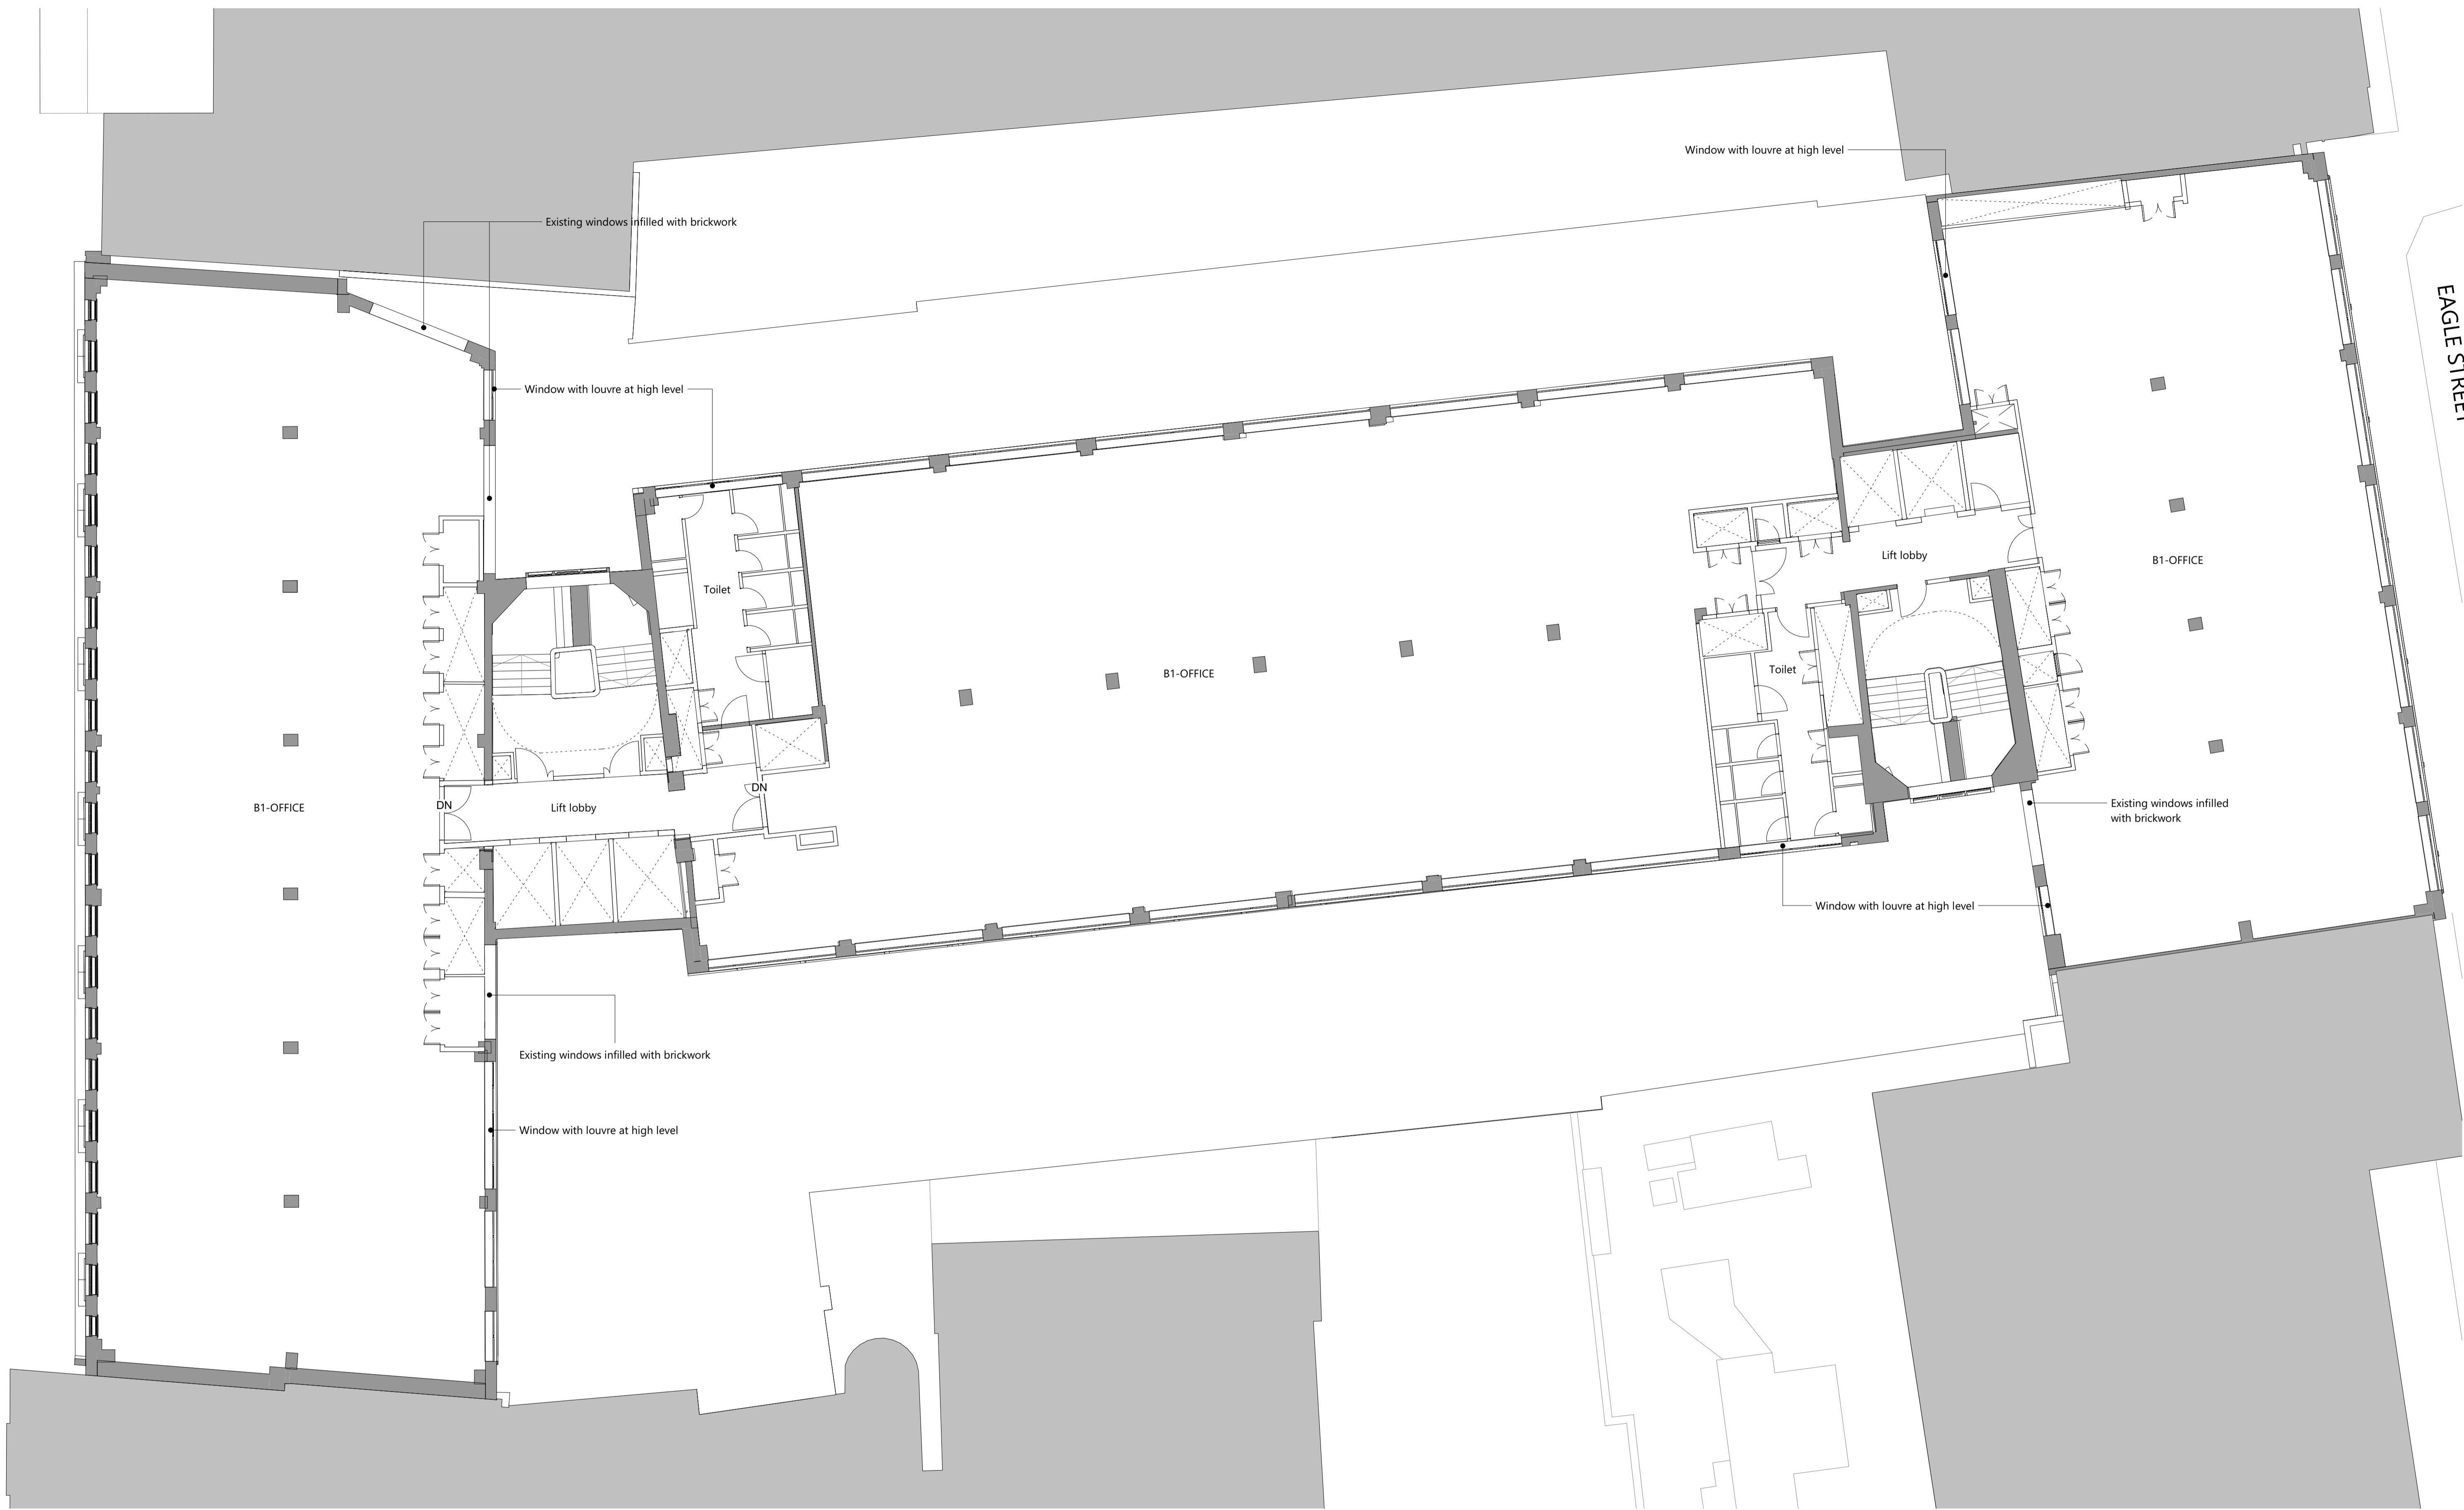 Window with louvre at high level
Existing windows infilled with brickwork
EAGLE STREET
Window with louvre at high level
Lift lobby
B1-OFFICE
Toilet
B1-OFFICE
Toilet
DN
DN
B1-OFFICE
Lift lobby
Existing windows infilled
with brickwork
Window with louvre at high level
Existing windows infilled with brickwork
Window with louvre at high level